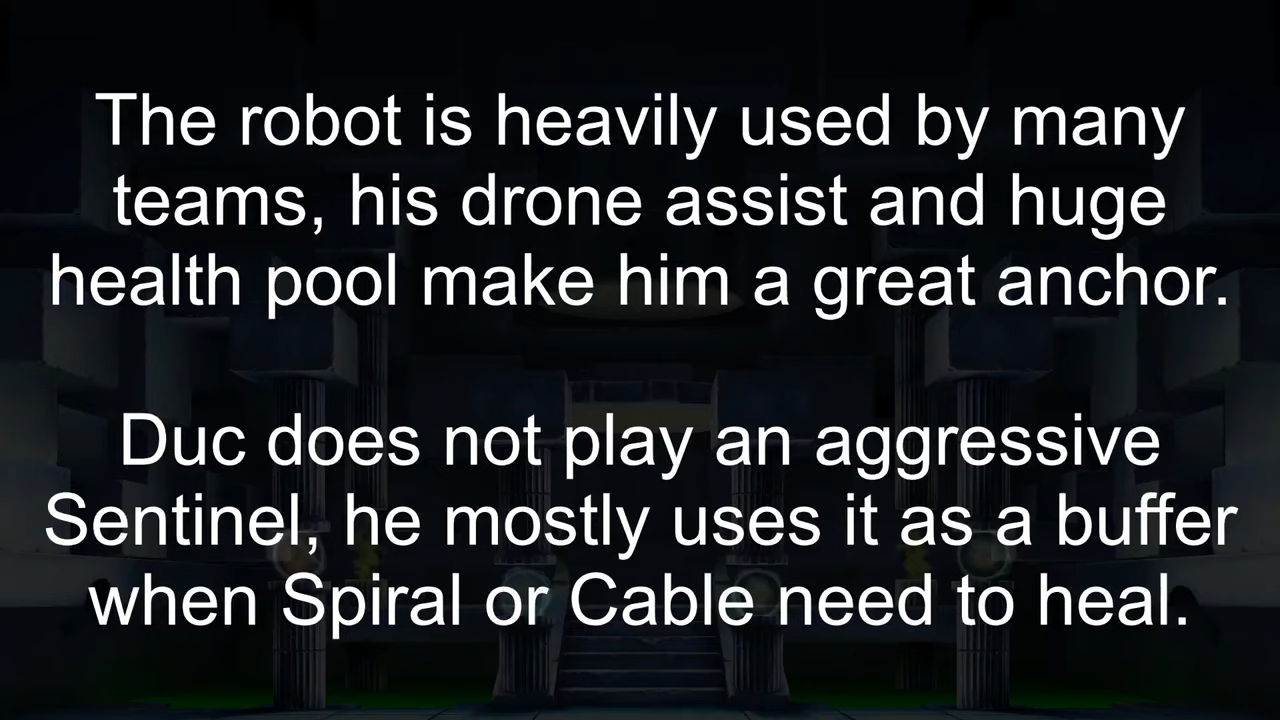 The robot is heavily used by many
teams, his drone assist and huge
health pool make him a great anchor.
Duc does not play an aggressive
Sentinel, he mostly uses it as a buffer
when Spiral or Cable need to heal.